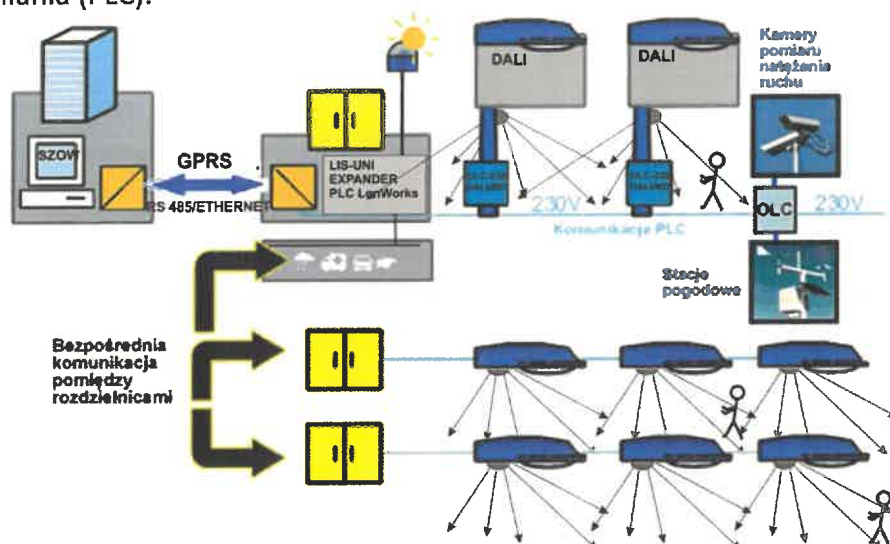 (PLC).
Kamery
pomiaru
natężenia
ruchu
DALI
DALI
SZOW
GPRS
RS 485/ETHERNET
LIS-UNI
EXPANDER
PLC LonWorks
230V
OLC
230V
Komunikacja PLC
Stacje
pogodowe
Bezpośrednia
komunikacja
pomiędzy
rozdzielnicami